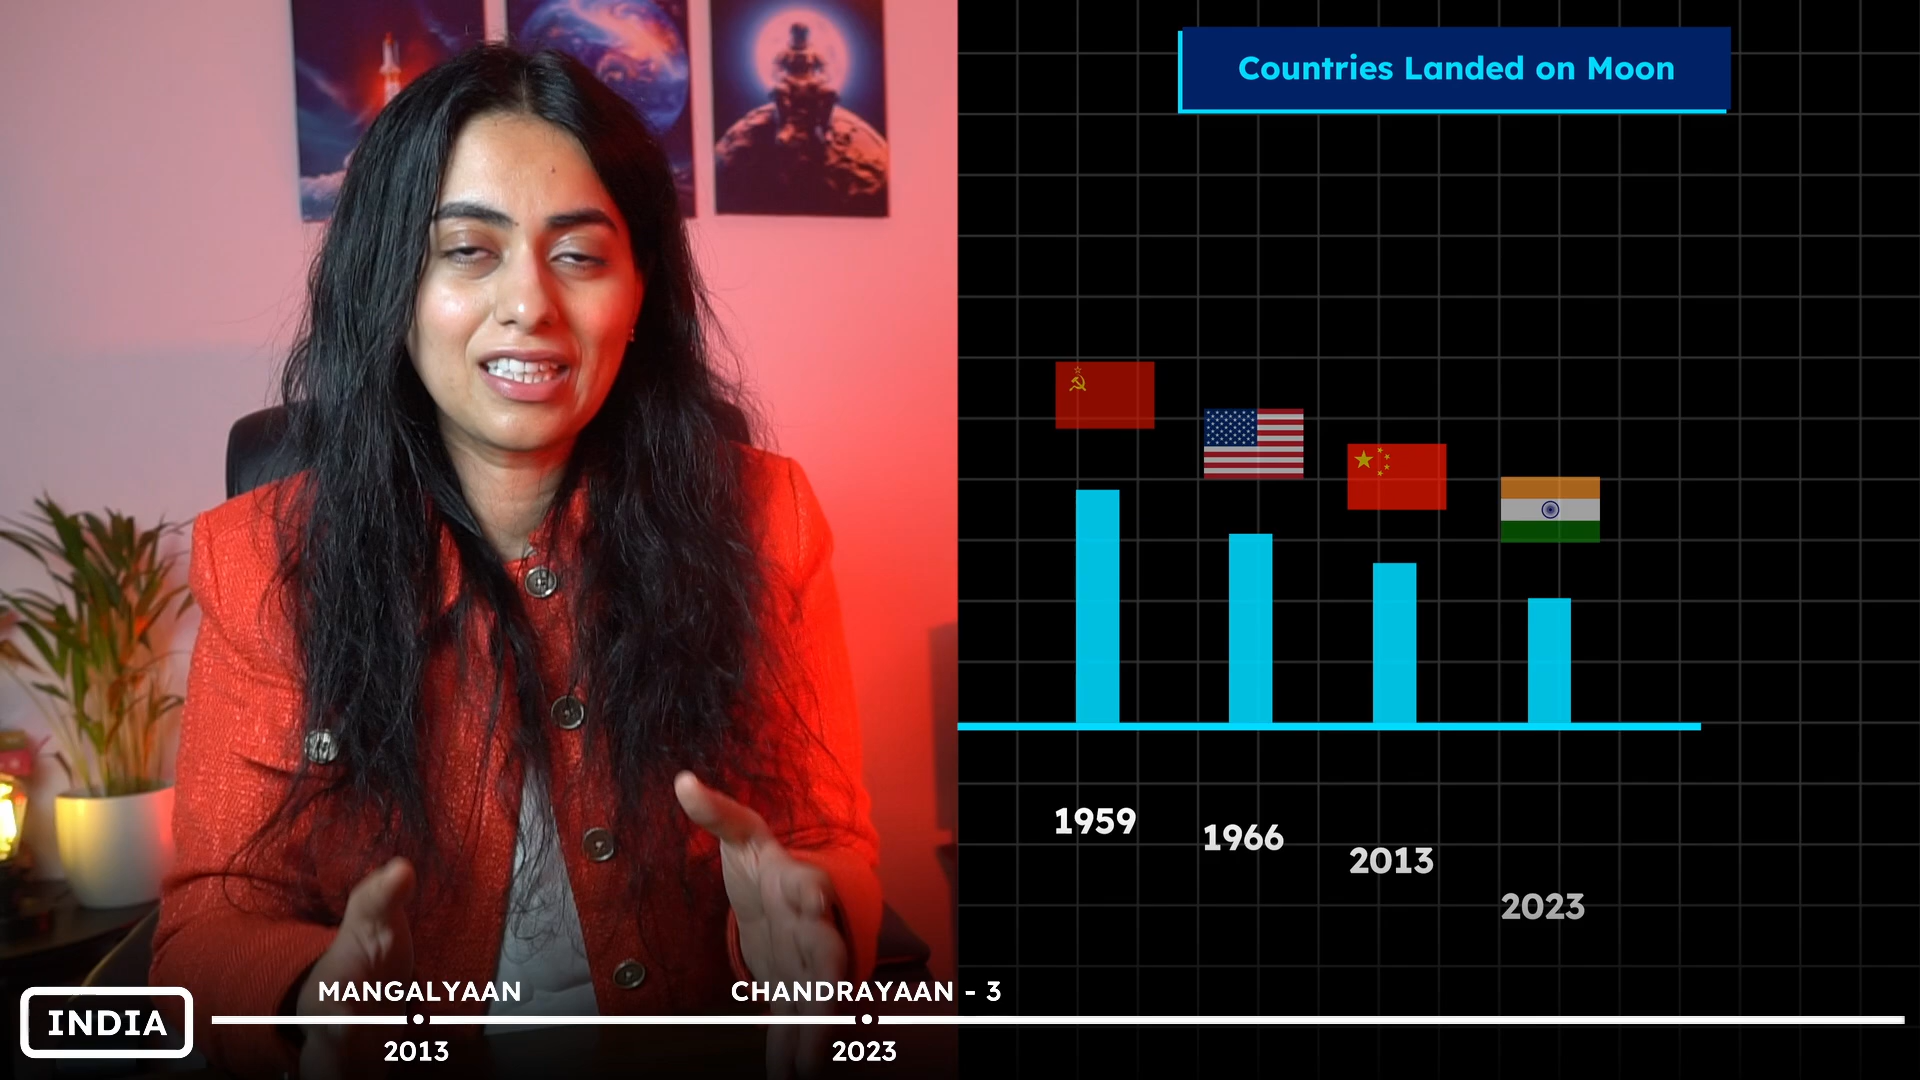 Countries Landed on Moon
1959
1966
2013
2023
MANGALYAAN
CHANDRAYAAN - 3
INDIA
2013
2023